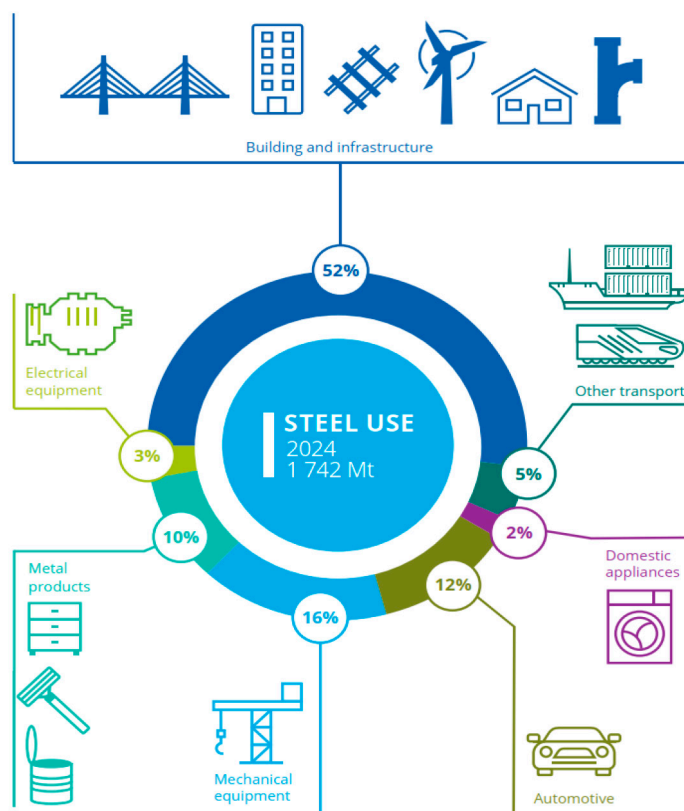 Building and infrastructure
52%
Electrical
equipment
3%
STEEL USE
2024
1 742 Mt
Other transport
5%
10%
2%
Metal
products
Domestic
appliances
12%
16%
Mechanical
equipment
Automotive